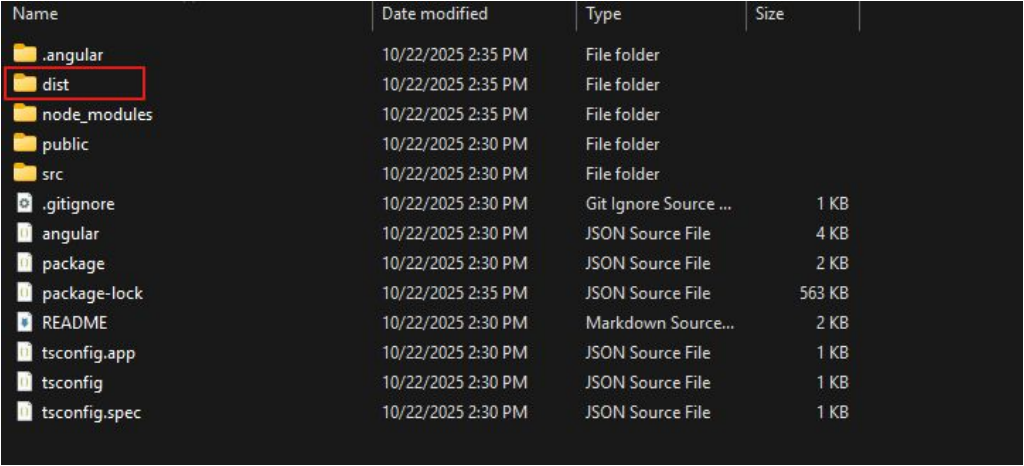 Name Date modified Type Size
.angular 10/22/2025 2:35 PM File folder
dist 10/22/2025 2:35 PM File folder
node_modules 10/22/2025 2:35 PM File folder
public 10/22/2025 2:30 PM File folder
src 10/22/2025 2:30 PM File folder
.gitignore 10/22/2025 2:30 PM Git Ignore Source ... 1 KB
angular 10/22/2025 2:30 PM JSON Source File 4 KB
package 10/22/2025 2:30 PM JSON Source File 2 KB
package-lock 10/22/2025 2:35 PM JSON Source File 563 KB
README 10/22/2025 2:30 PM Markdown Source... 2 KB
tsconfig.app 10/22/2025 2:30 PM JSON Source File 1 KB
tsconfig 10/22/2025 2:30 PM JSON Source File 1 KB
tsconfig.spec 10/22/2025 2:30 PM JSON Source File 1 KB